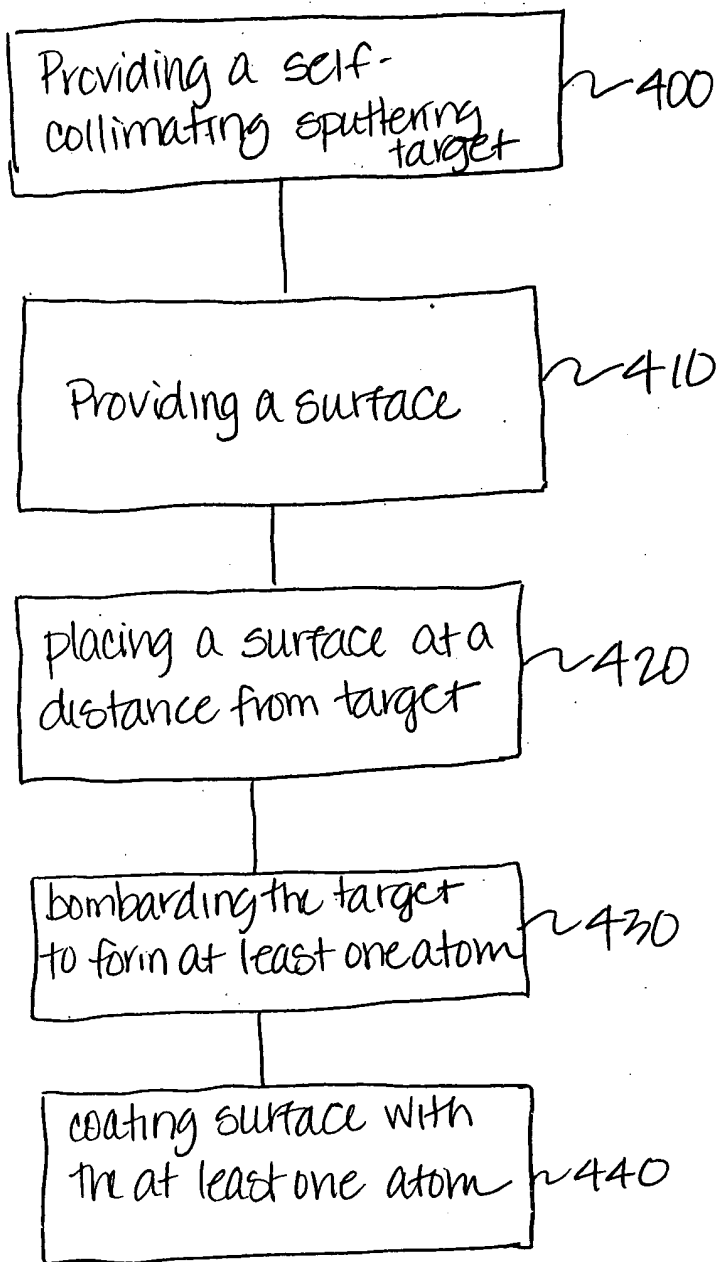 Providing a self-
collimating sputtering
target
400
Providing a surface
410
placing a surface at a
distance from target
420
bombarding the target
to form at least one atom
430
coating surface with
the at least one atom
440